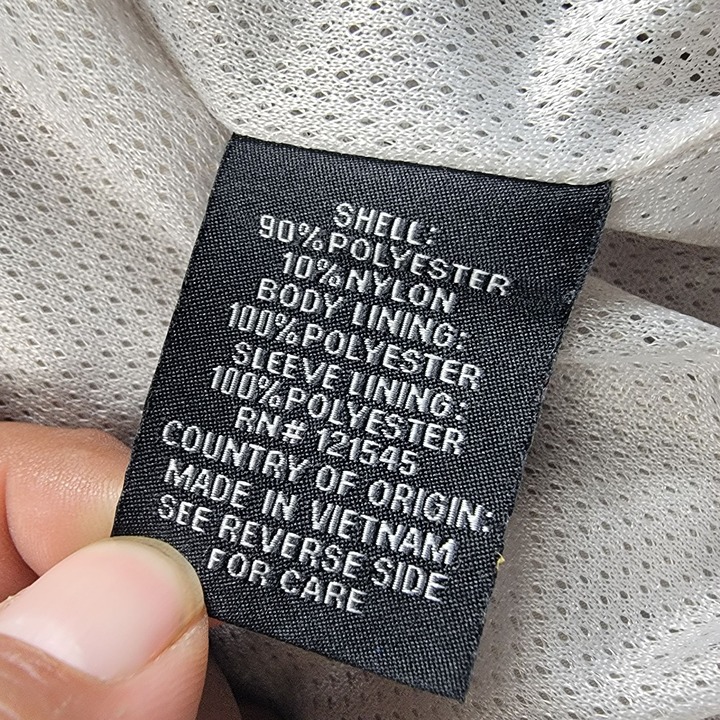 SHELL:
90%POLYESTER
10%NYLON
BODY LINING:
100%POLYESTER
SLEEVE LINING:
100%POLYESTER
RN# 121545
COUNTRY OF ORIGIN:
MADE IN VIETNAM
SEE REVERSE SIDE
FOR CARE